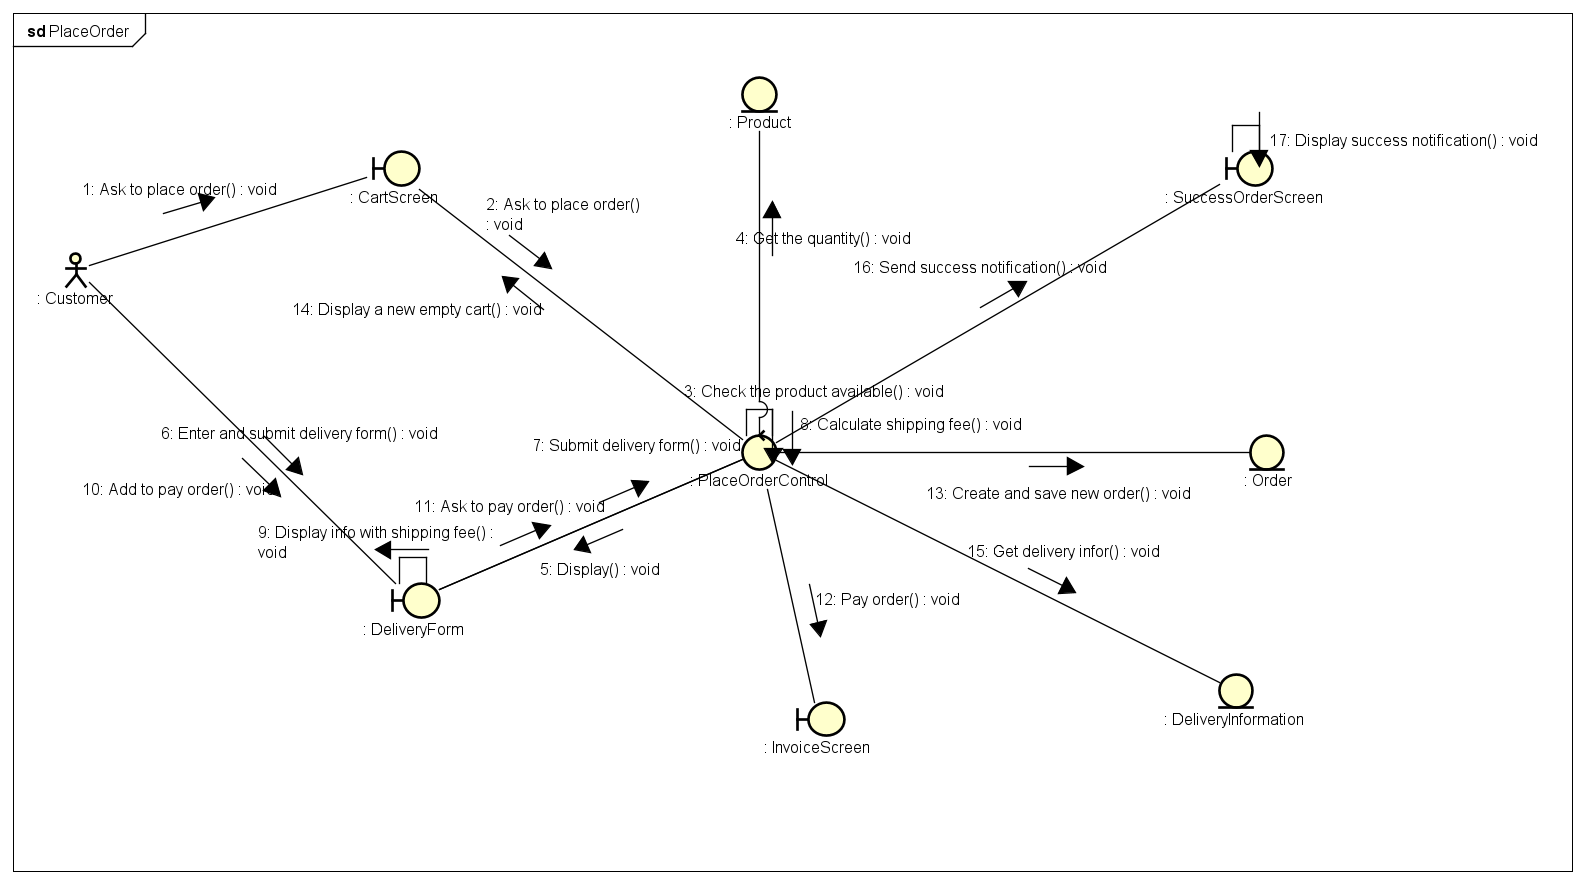 sd PlaceOrder
: Product
17: Display success notification() : void
1: Ask to place order() : void
: CartScreen
: SuccessOrderScreen
2: Ask to place order()
: void
4: Get the quantity() : void
16: Send success notification() : void
: Customer
14: Display a new empty cart() : void
3: Check the product available() : void
8: Calculate shipping fee() : void
6: Enter and submit delivery form() : void
7: Submit delivery form() : void
: PlaceOrderControl
: Order
10: Add to pay order() : void
13: Create and save new order() : void
11: Ask to pay order() : void
9: Display info with shipping fee() :
void
15: Get delivery infor() : void
5: Display() : void
12: Pay order() : void
: DeliveryForm
: DeliveryInformation
: InvoiceScreen